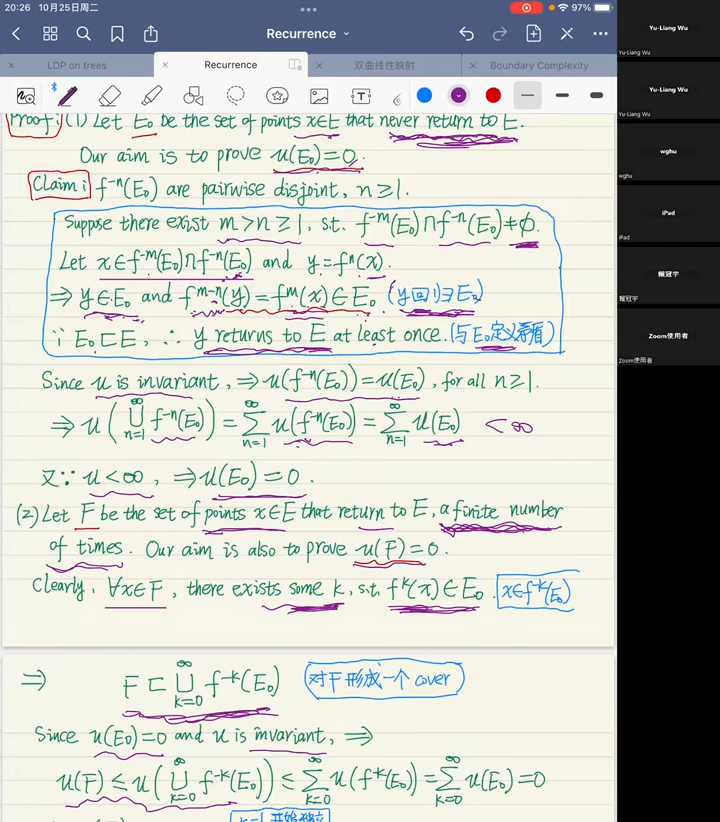 20:26 10月25日周二
97%
Recurrence
LDP on trees
Recurrence
双曲线性映射
Boundary Complexity
Proof: (1) Let E₀ be the set of points x∈E that never return to E.
Our aim is to prove u(E₀)=0.
Claim: f⁻ⁿ(E₀) are pairwise disjoint, n≥1.
Suppose there exist m>n≥1, s.t. f⁻ᵐ(E₀)∩f⁻ⁿ(E₀)≠∅.
Let x∈f⁻ᵐ(E₀)∩f⁻ⁿ(E₀) and y=fⁿ(x).
⇒ y∈E₀ and fᵐ⁻ⁿ(y)=fᵐ(x)∈E₀ (y回归E₀)
∵ E₀⊂E, ∴ y returns to E at least once. (与E₀定义矛盾)
Since u is invariant, ⇒ u(f⁻ⁿ(E₀))=u(E₀), for all n≥1.
⇒ u(⋃_{n=1}^{∞} f⁻ⁿ(E₀)) = Σ_{n=1}^{∞} u(f⁻ⁿ(E₀)) = Σ_{n=1}^{∞} u(E₀) <∞
又∵ u<∞, ⇒ u(E₀)=0.
(2) Let F be the set of points x∈E that return to E, a finite number
of times. Our aim is also to prove u(F)=0.
Clearly, ∀x∈F, there exists some k, s.t. fᵏ(x)∈E₀. x∈f⁻ᵏ(E₀)
⇒ F⊂⋃_{k=0}^{∞} f⁻ᵏ(E₀) 对F形成一个cover
Since u(E₀)=0 and u is invariant, ⇒
u(F)≤u(⋃_{k=0}^{∞} f⁻ᵏ(E₀))≤Σ_{k=0}^{∞} u(f⁻ᵏ(E₀))=Σ_{k=0}^{∞} u(E₀)=0
Yu-Liang Wu
Yu-Liang Wu
Yu-Liang Wu
Yu-Liang Wu
wghu
wghu
iPad
iPad
赖冠宇
赖冠宇
Zoom使用者
Zoom使用者